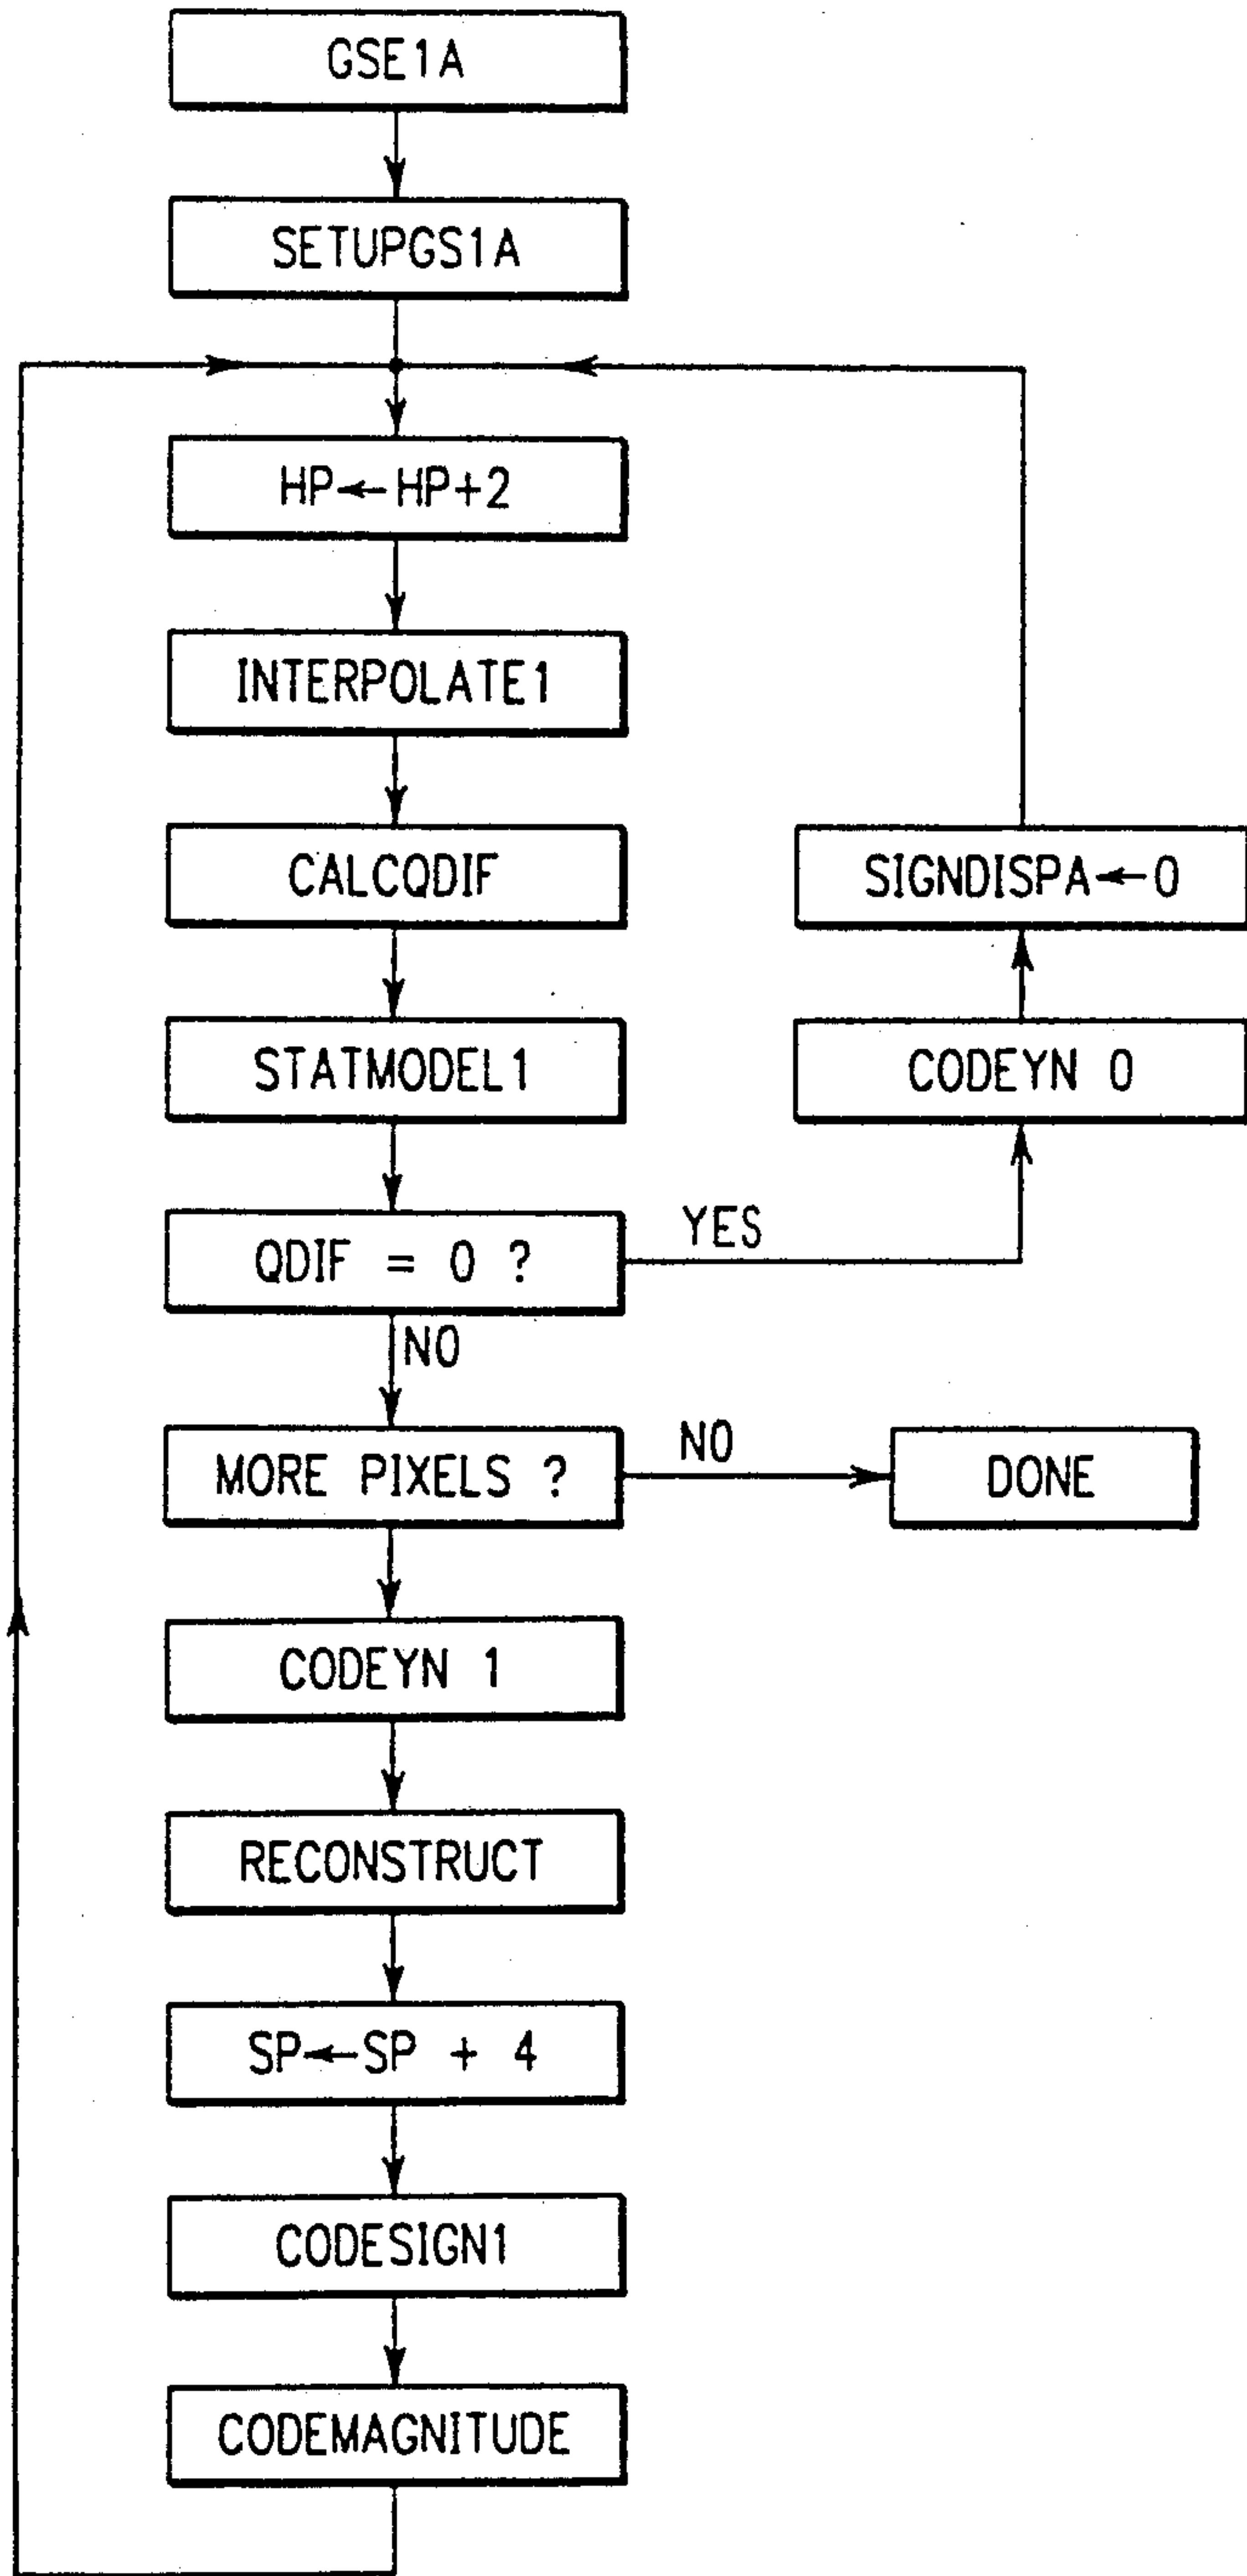 GSE1A
SETUPGS1A
HP←HP+2
INTERPOLATE1
CALCQDIF
SIGNDISPA←0
STATMODEL1
CODEYN 0
QDIF = 0 ?
YES
NO
MORE PIXELS ?
NO
DONE
CODEYN 1
RECONSTRUCT
SP←SP + 4
CODESIGN1
CODEMAGNITUDE